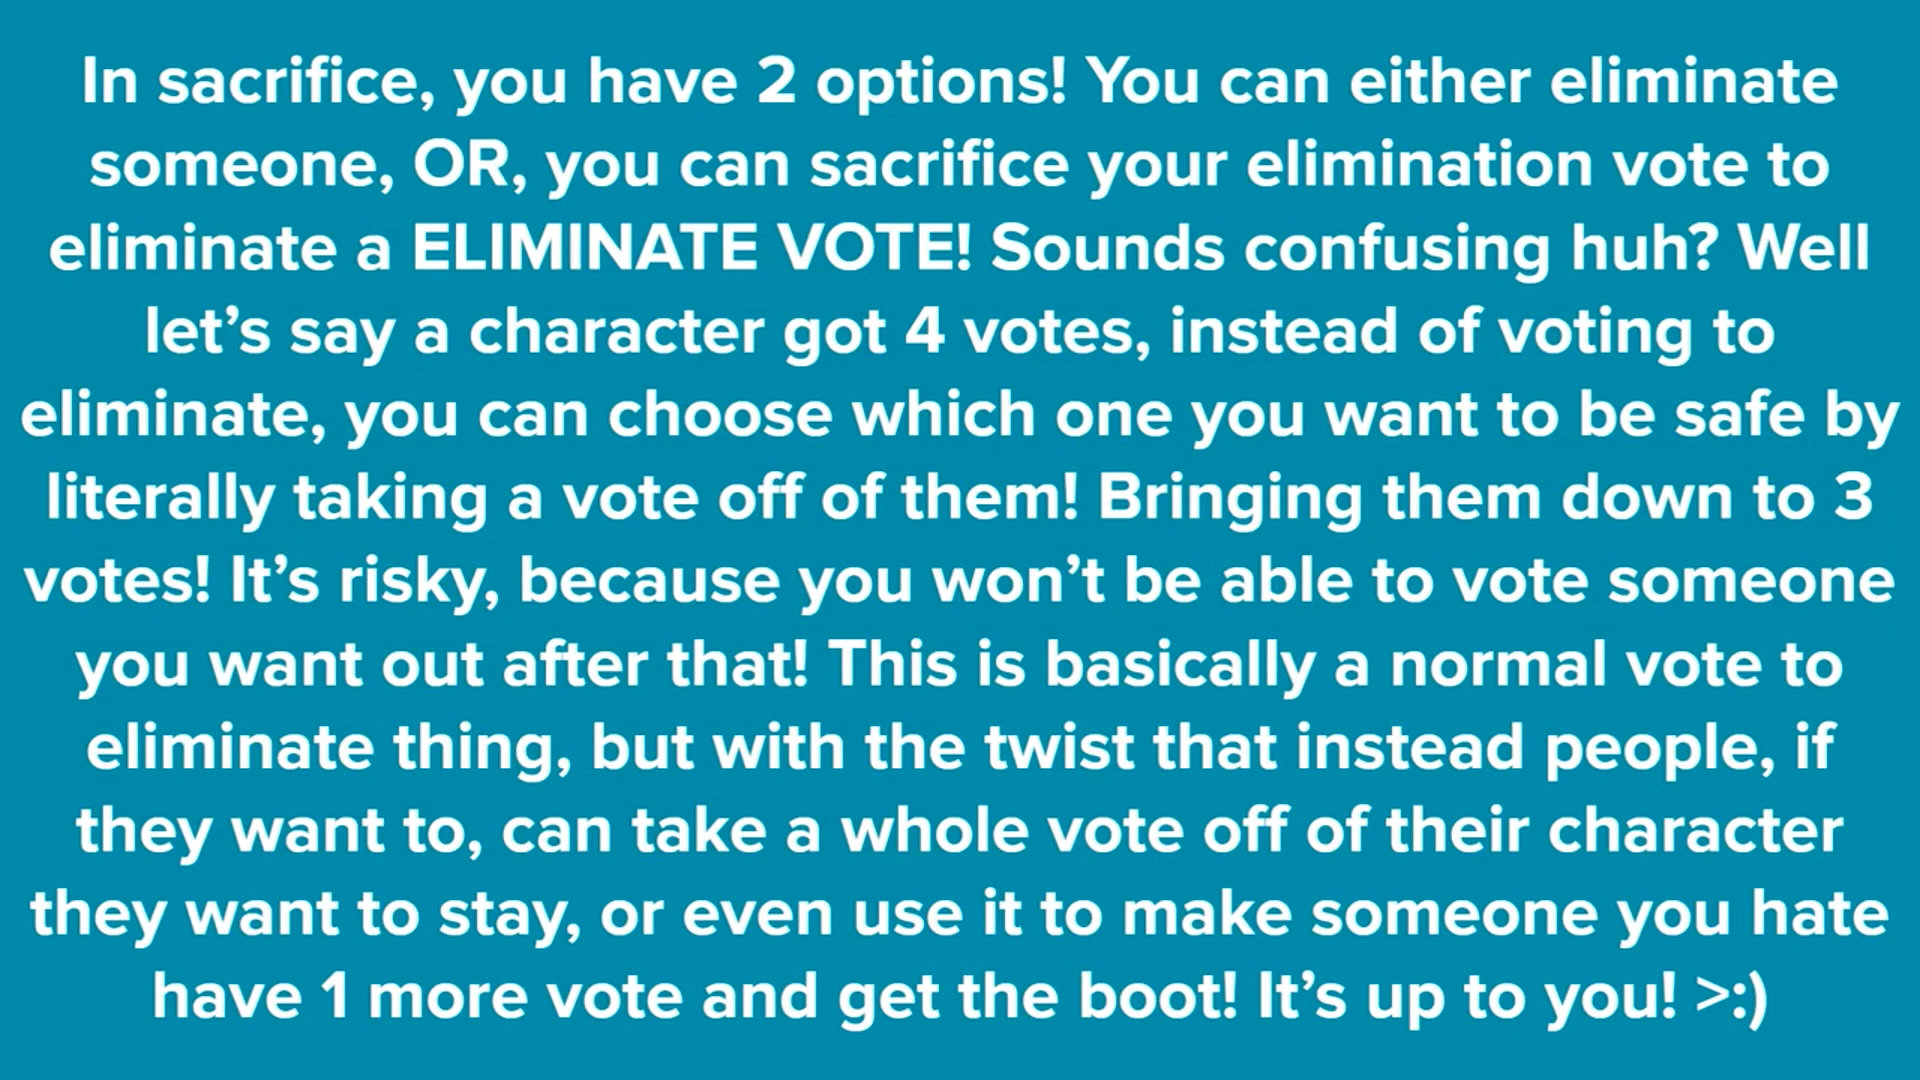 In sacrifice, you have 2 options! You can either eliminate
someone, OR, you can sacrifice your elimination vote to
eliminate a ELIMINATE VOTE! Sounds confusing huh? Well
let’s say a character got 4 votes, instead of voting to
eliminate, you can choose which one you want to be safe by
literally taking a vote off of them! Bringing them down to 3
votes! It’s risky, because you won’t be able to vote someone
you want out after that! This is basically a normal vote to
eliminate thing, but with the twist that instead people, if
they want to, can take a whole vote off of their character
they want to stay, or even use it to make someone you hate
have 1 more vote and get the boot! It’s up to you! >:)